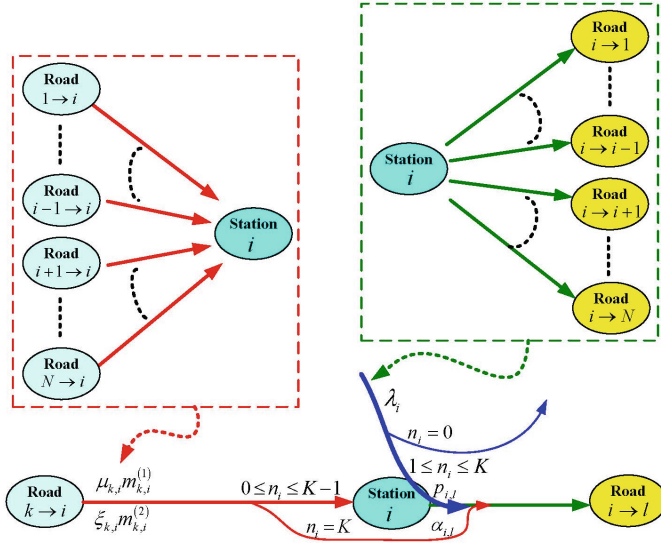 Road
1→i
Road
i−1→i
Road
i+1→i
Road
N→i
Station
i
Station
i
Road
i→1
Road
i→i−1
Road
i→i+1
Road
i→N
λ_i
n_i = 0
1 ≤ n_i ≤ K
Road
k→i
μ_{k,i} m_{k,i}^{(1)}
ξ_{k,i} m_{k,i}^{(2)}
0 ≤ n_i ≤ K−1
n_i = K
Station
i
p_{i,l}
α_{i,l}
Road
i→l